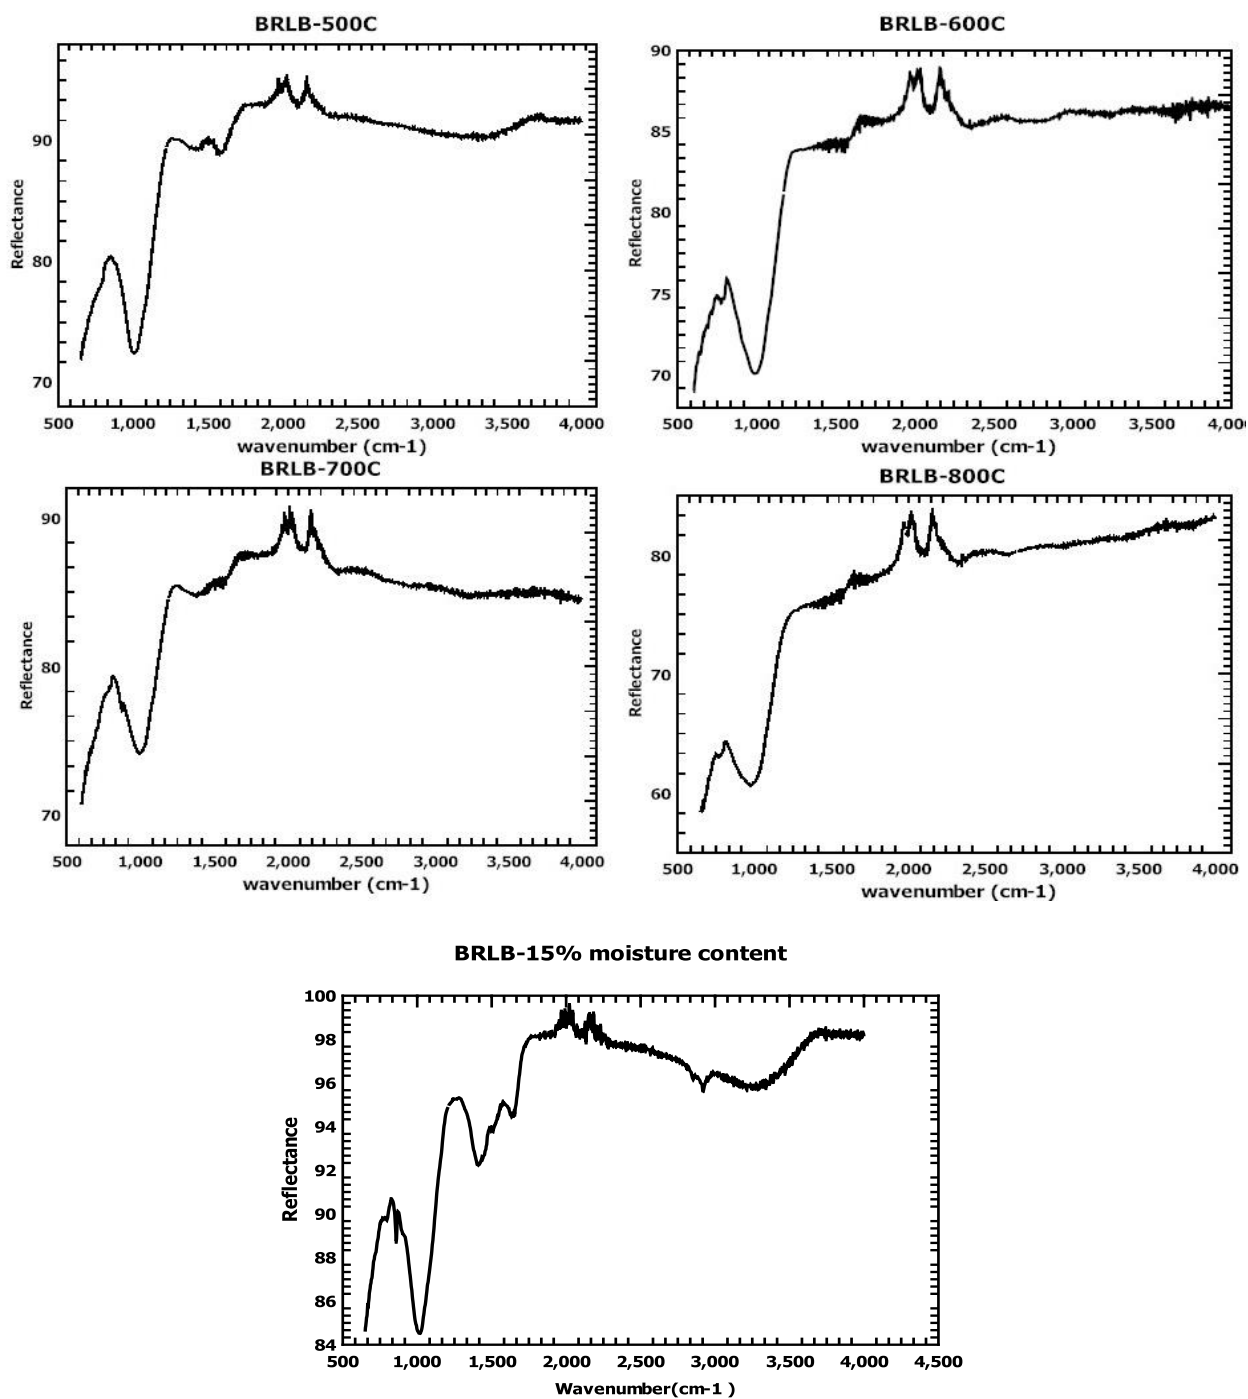 BRLB-500C
90
80
70
Reflectance
500 1,000 1,500 2,000 2,500 3,000 3,500 4,000
wavenumber (cm-1)
BRLB-600C
90
85
80
75
70
Reflectance
500 1,000 1,500 2,000 2,500 3,000 3,500 4,000
wavenumber (cm-1)
BRLB-700C
90
80
70
Reflectance
500 1,000 1,500 2,000 2,500 3,000 3,500 4,000
wavenumber (cm-1)
BRLB-800C
80
70
60
Reflectance
500 1,000 1,500 2,000 2,500 3,000 3,500 4,000
wavenumber (cm-1)
BRLB-15% moisture content
100
98
96
94
92
90
88
86
84
Reflectance
500 1,000 1,500 2,000 2,500 3,000 3,500 4,000 4,500
Wavenumber(cm-1 )